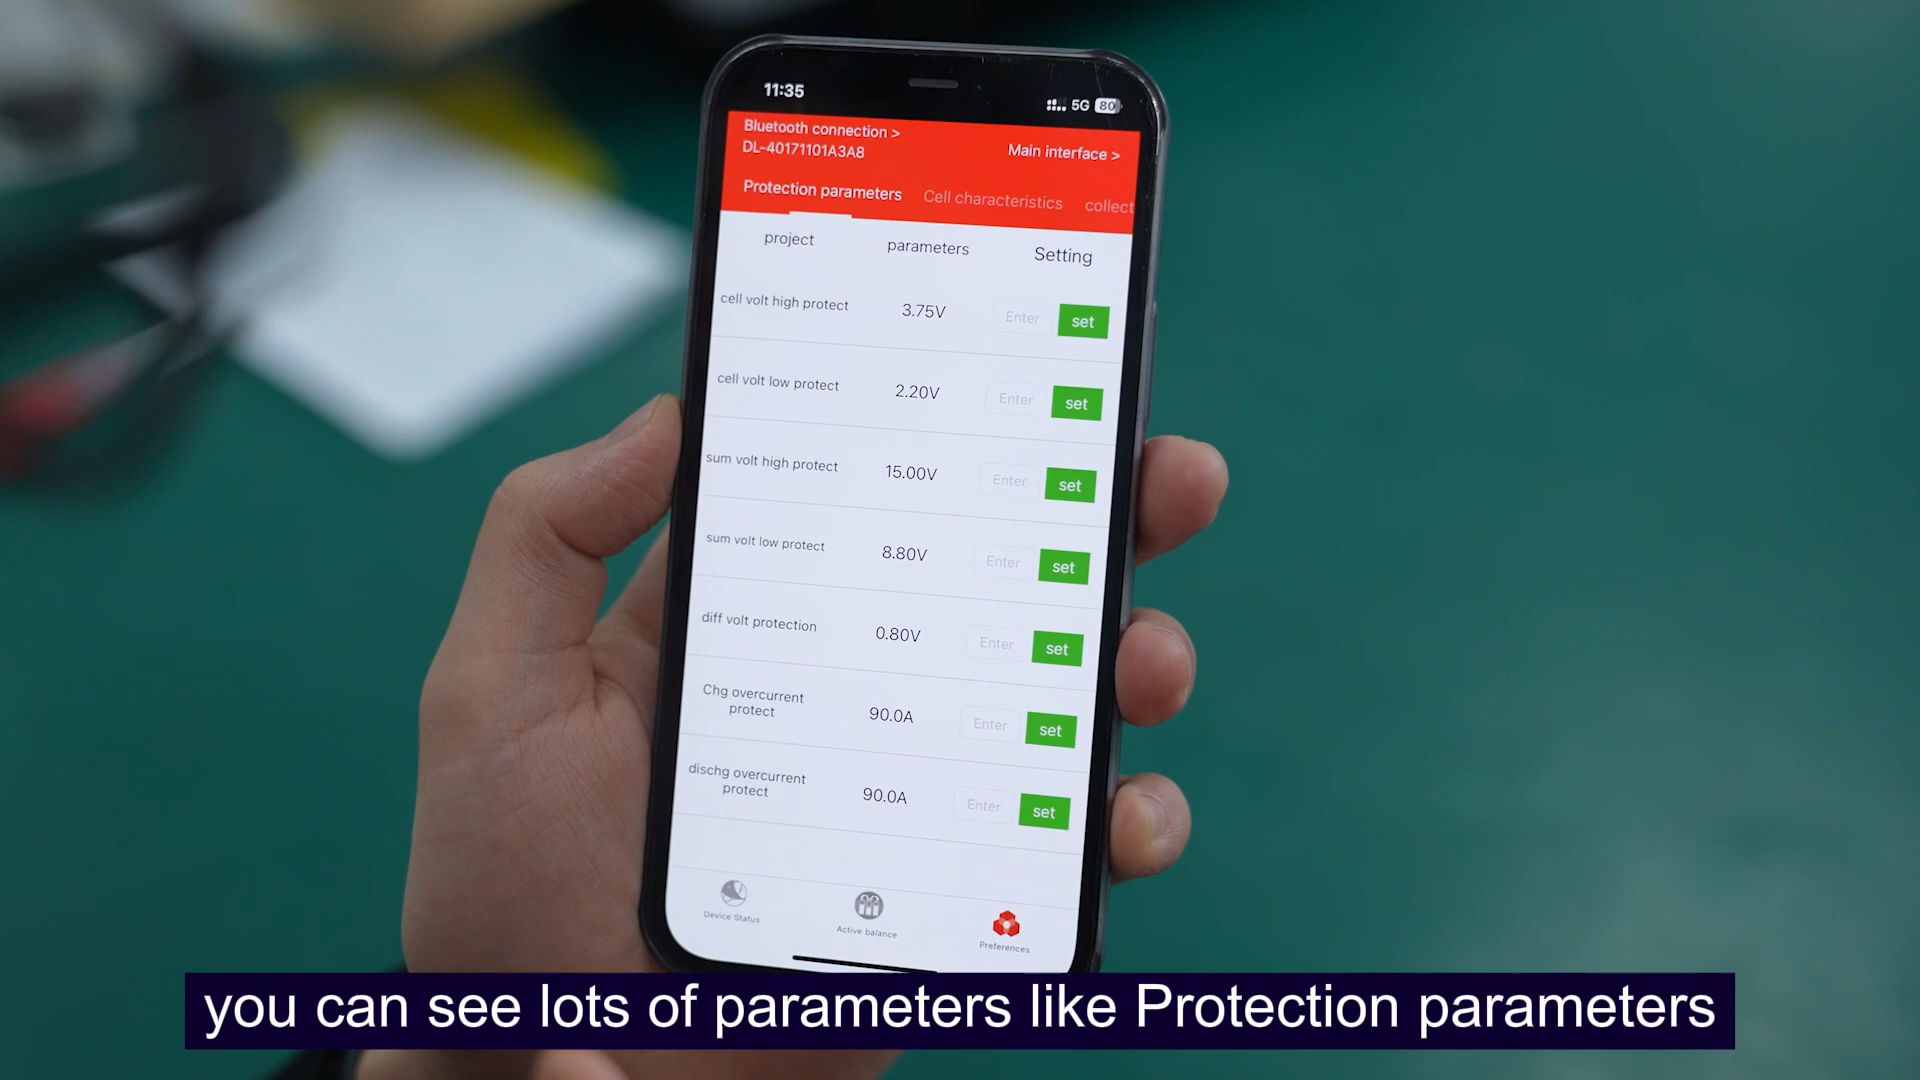 11:35
5G 80
Bluetooth connection >
DL-40171101A3A8
Main interface >
Protection parameters Cell characteristics collect
project parameters Setting
cell volt high protect 3.75V Enter set
cell volt low protect 2.20V Enter set
sum volt high protect 15.00V Enter set
sum volt low protect 8.80V Enter set
diff volt protection 0.80V Enter set
Chg overcurrent
protect 90.0A Enter set
dischg overcurrent
protect 90.0A Enter set
Device Status Active balance Preferences
you can see lots of parameters like Protection parameters